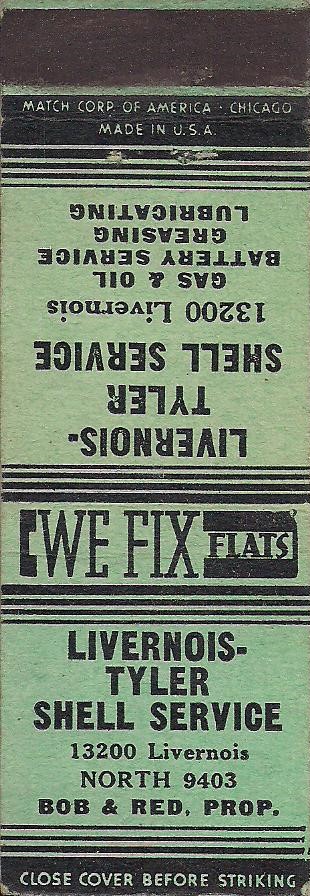 MATCH CORP. OF AMERICA · CHICAGO
MADE IN U.S.A.
LIVERNOIS-
TYLER
SHELL SERVICE
13200 Livernois
GAS & OIL
BATTERY SERVICE
GREASING
LUBRICATING
WE FIX FLATS
LIVERNOIS-
TYLER
SHELL SERVICE
13200 Livernois
NORTH 9403
BOB & RED, PROP.
CLOSE COVER BEFORE STRIKING